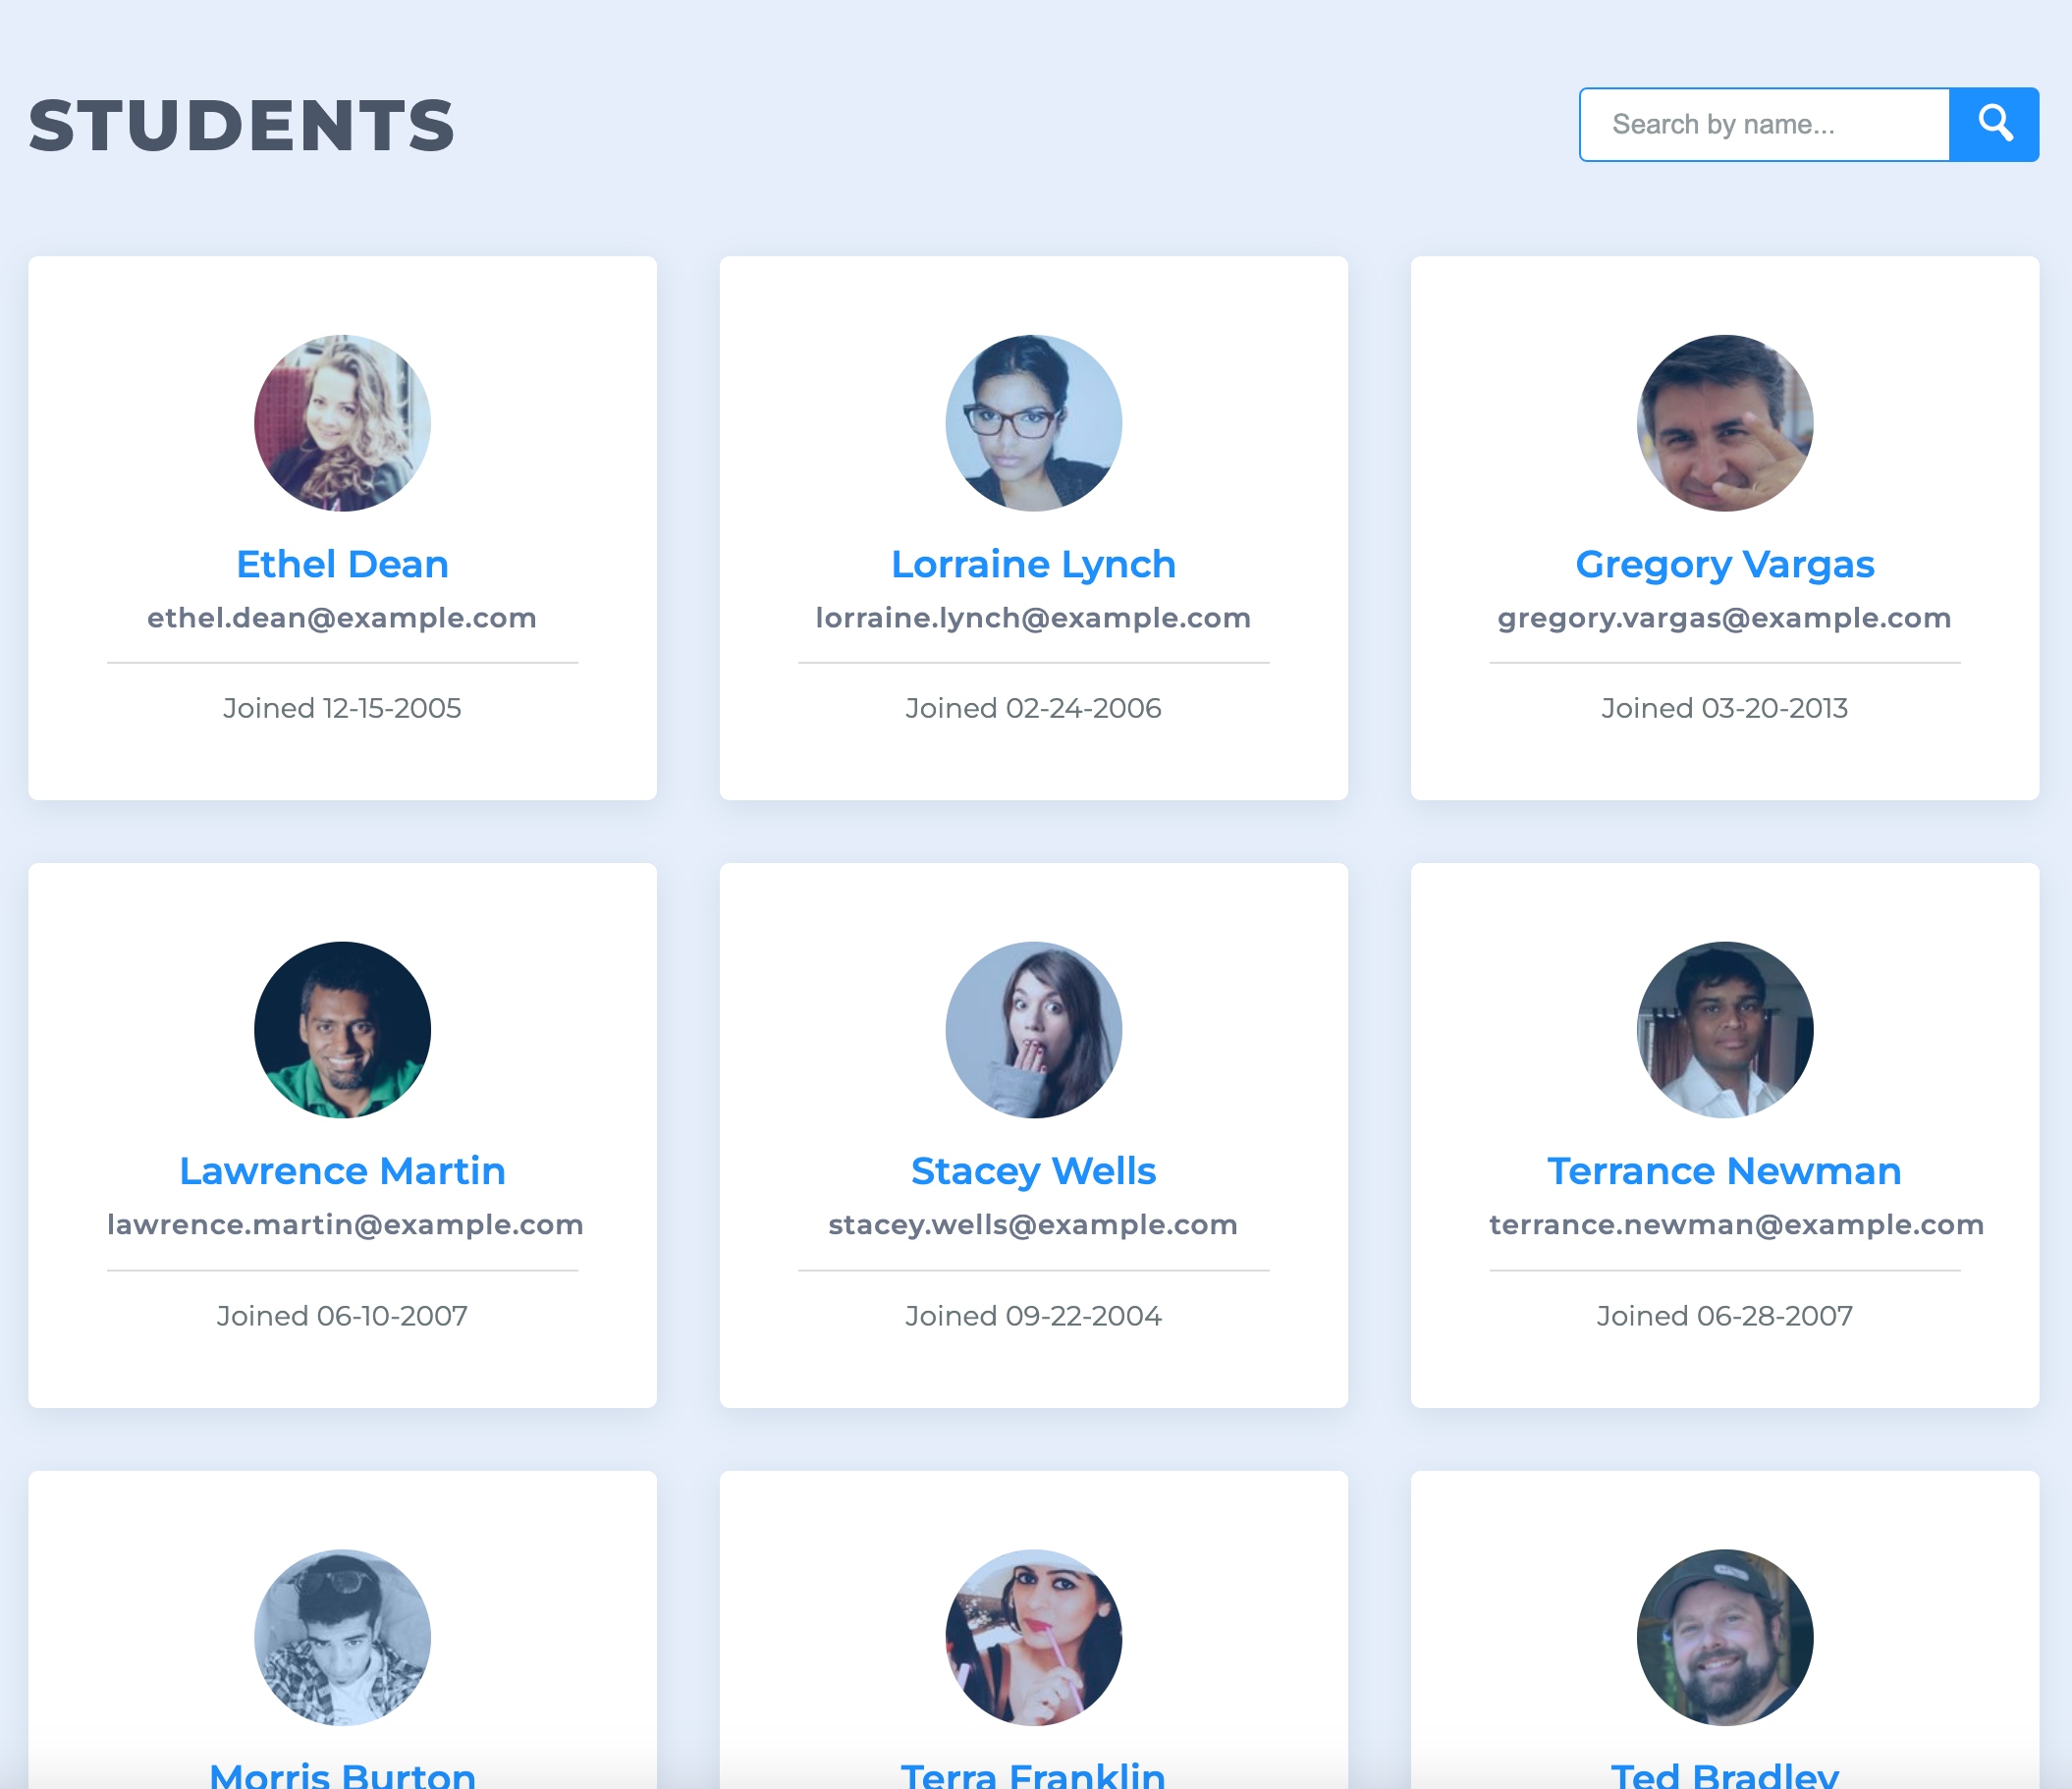 STUDENTS
Search by name...
Ethel Dean
ethel.dean@example.com
Joined 12-15-2005
Lorraine Lynch
lorraine.lynch@example.com
Joined 02-24-2006
Gregory Vargas
gregory.vargas@example.com
Joined 03-20-2013
Lawrence Martin
lawrence.martin@example.com
Joined 06-10-2007
Stacey Wells
stacey.wells@example.com
Joined 09-22-2004
Terrance Newman
terrance.newman@example.com
Joined 06-28-2007
Morris Burton
Terra Franklin
Ted Bradley